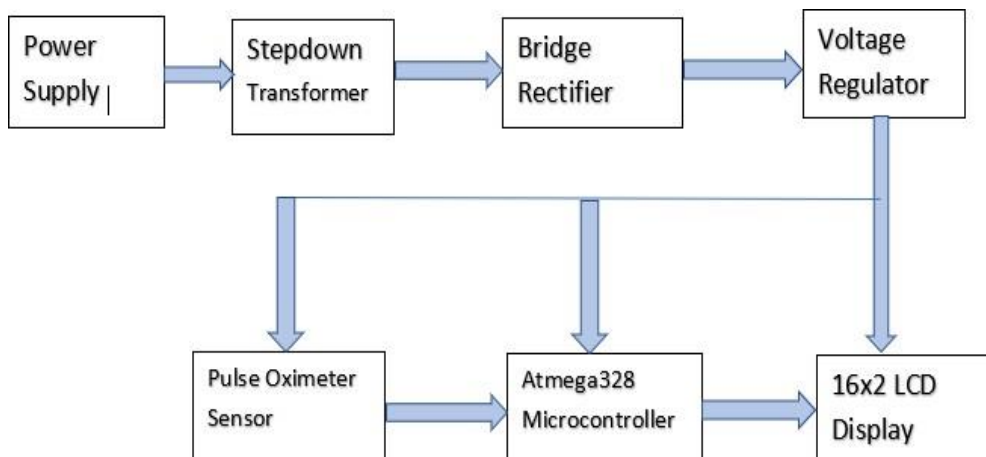 Power
Supply
Stepdown
Transformer
Bridge
Rectifier
Voltage
Regulator
Pulse Oximeter
Sensor
Atmega328
Microcontroller
16x2 LCD
Display